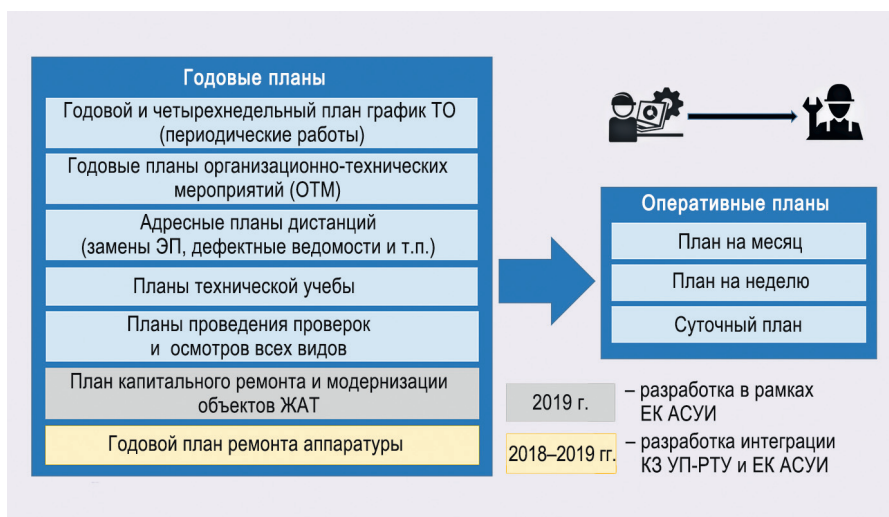 Годовые планы
Годовой и четырехнедельный план график ТО
(периодические работы)
Годовые планы организационно-технических
мероприятий (ОТМ)
Адресные планы дистанций
(замены ЭП, дефектные ведомости и т.п.)
Планы технической учебы
Планы проведения проверок
и осмотров всех видов
План капитального ремонта и модернизации
объектов ЖАТ
Годовой план ремонта аппаратуры
Оперативные планы
План на месяц
План на неделю
Суточный план
2019 г.
– разработка в рамках
ЕК АСУИ
2018–2019 гг.
– разработка интеграции
КЗ УП-РТУ и ЕК АСУИ